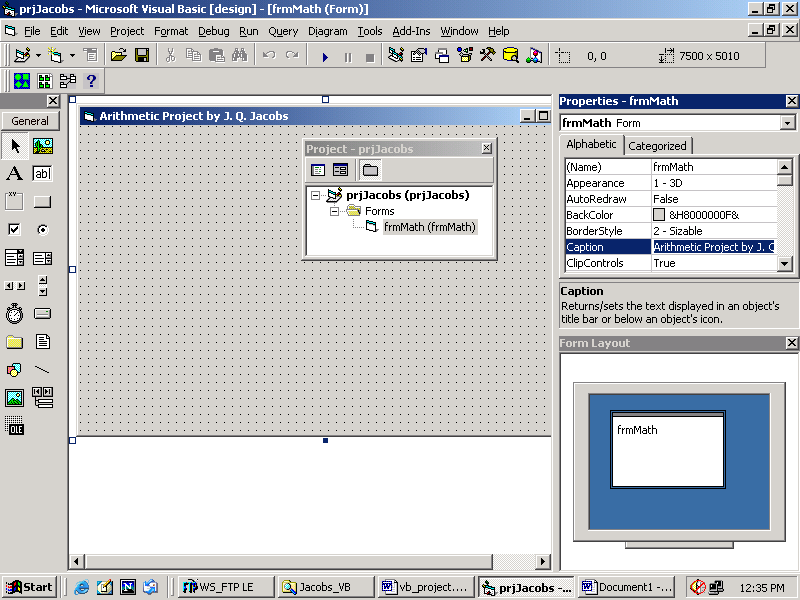 prjJacobs - Microsoft Visual Basic [design] - [frmMath (Form)]
File Edit View Project Format Debug Run Query Diagram Tools Add-Ins Window Help
0, 0 7500 x 5010
General
A abl
xv
OLE
Arithmetic Project by J. Q. Jacobs
Project - prjJacobs
prjJacobs (prjJacobs)
Forms
frmMath (frmMath)
Properties - frmMath
frmMath Form
Alphabetic Categorized
(Name) frmMath
Appearance 1 - 3D
AutoRedraw False
BackColor &H8000000F&
BorderStyle 2 - Sizable
Caption Arithmetic Project by J. Q
ClipControls True
Caption
Returns/sets the text displayed in an object's
title bar or below an object's icon.
Form Layout
frmMath
Start WS_FTP LE Jacobs_VB vb_project.... prjJacobs -... Document1 -... 12:35 PM